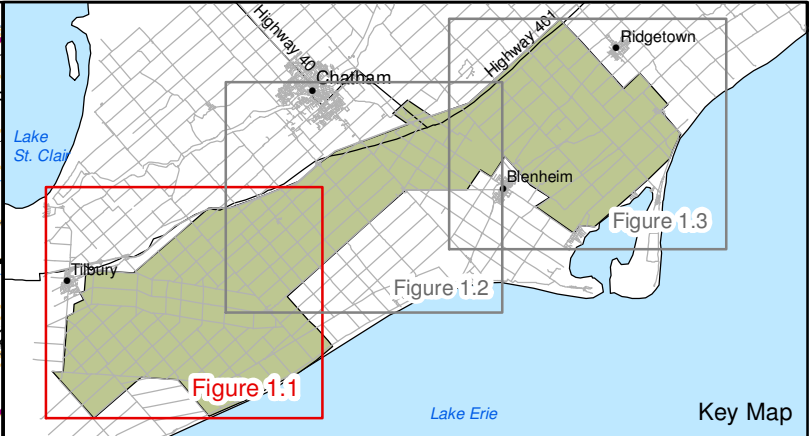 Highway 40
Highway 401
Ridgetown
Chatham
Lake
St. Clair
Blenheim
Figure 1.3
Tilbury
Figure 1.2
Figure 1.1
Lake Erie
Key Map